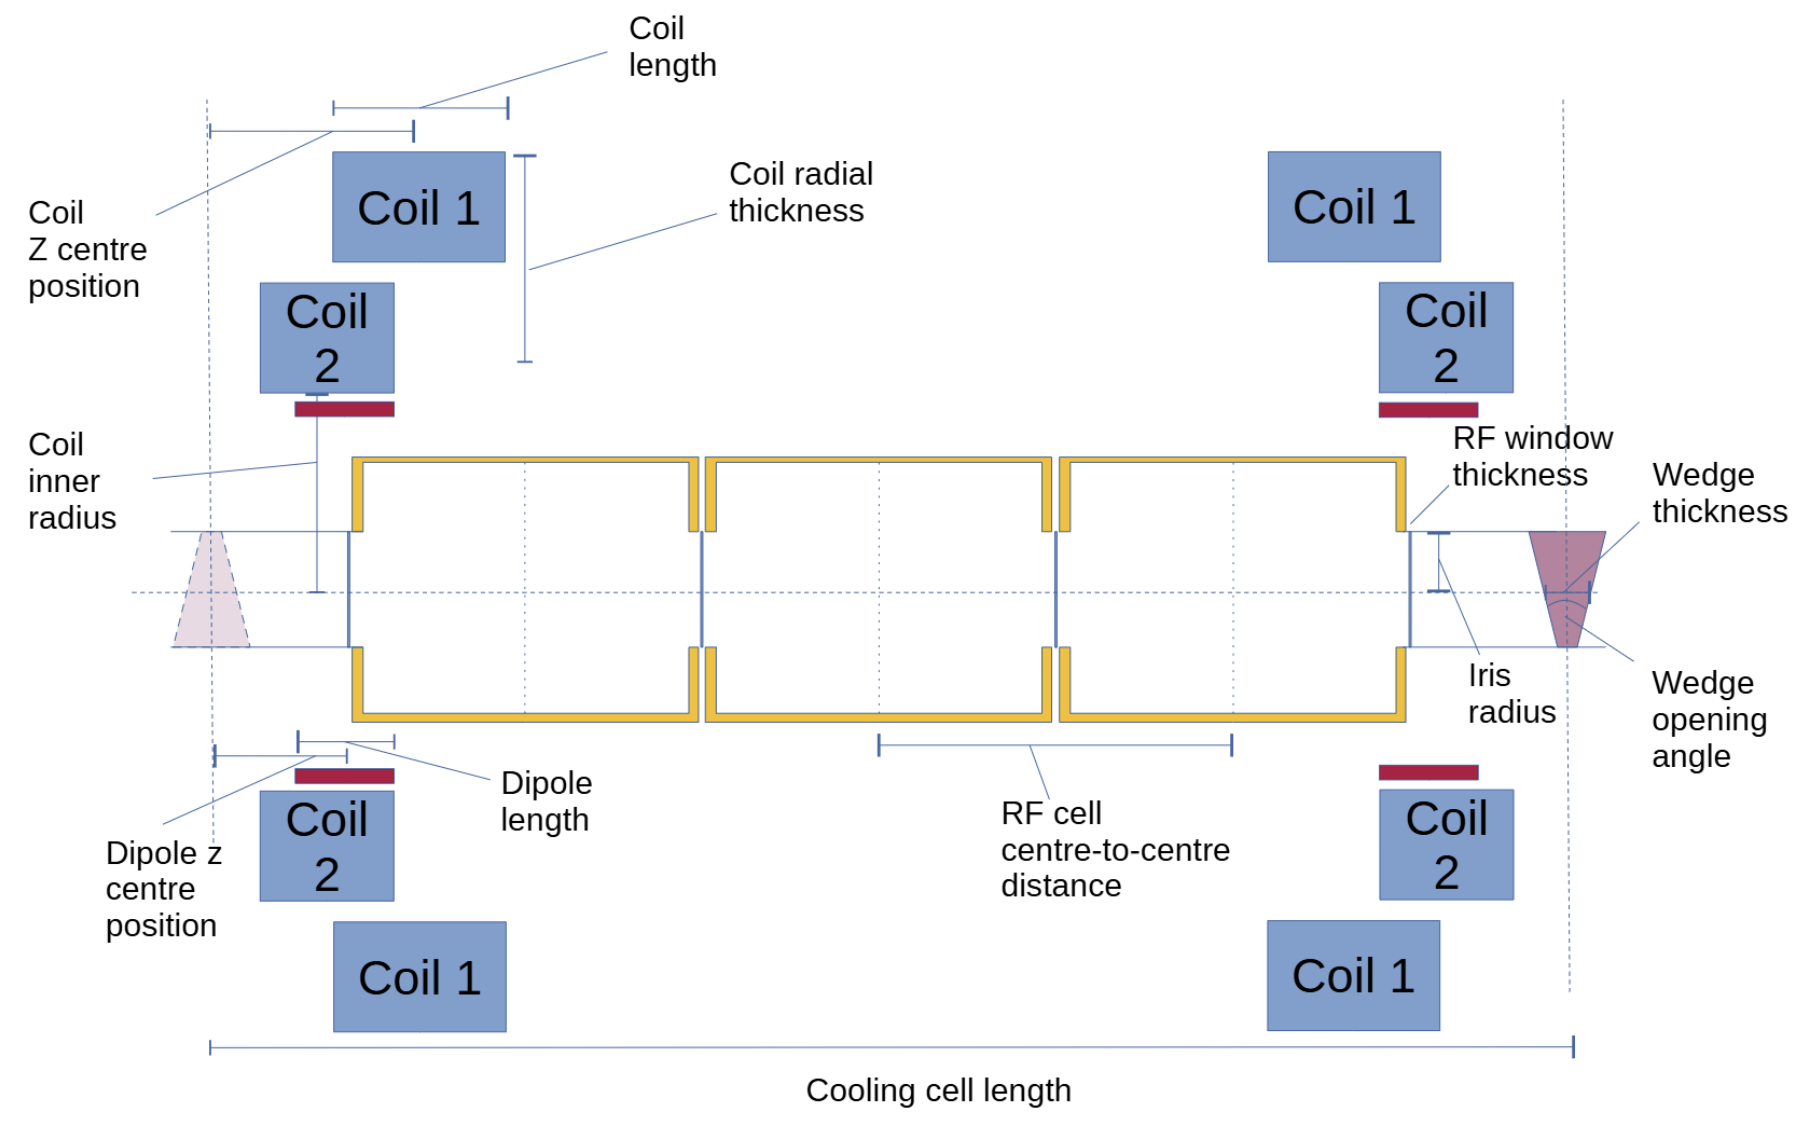 Coil
length
Coil 1
Coil radial
thickness
Coil 1
Coil
Z centre
position
Coil
2
Coil
2
Coil
inner
radius
RF window
thickness
Wedge
thickness
Iris
radius
Wedge
opening
angle
Dipole
length
RF cell
centre-to-centre
distance
Dipole z
centre
position
Coil
2
Coil
2
Coil 1
Coil 1
Cooling cell length